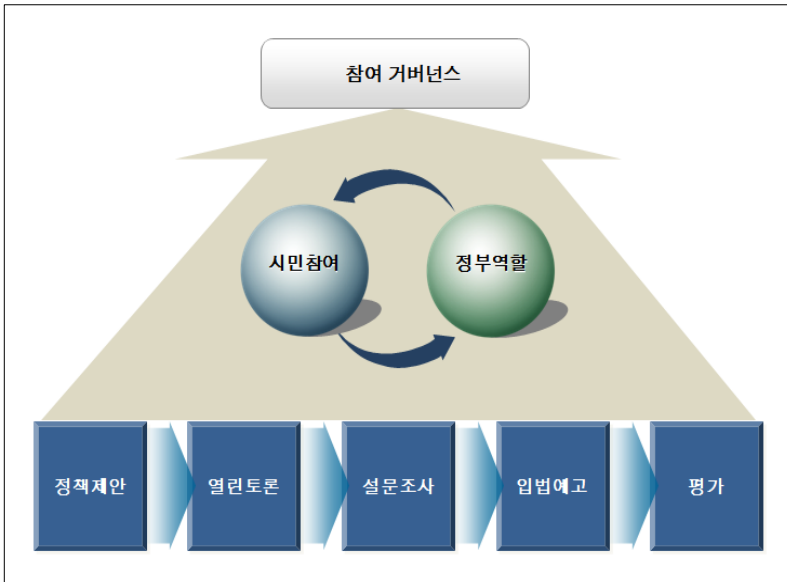 참여 거버넌스
시민참여
정부역할
정책제안
열린토론
설문조사
입법예고
평가